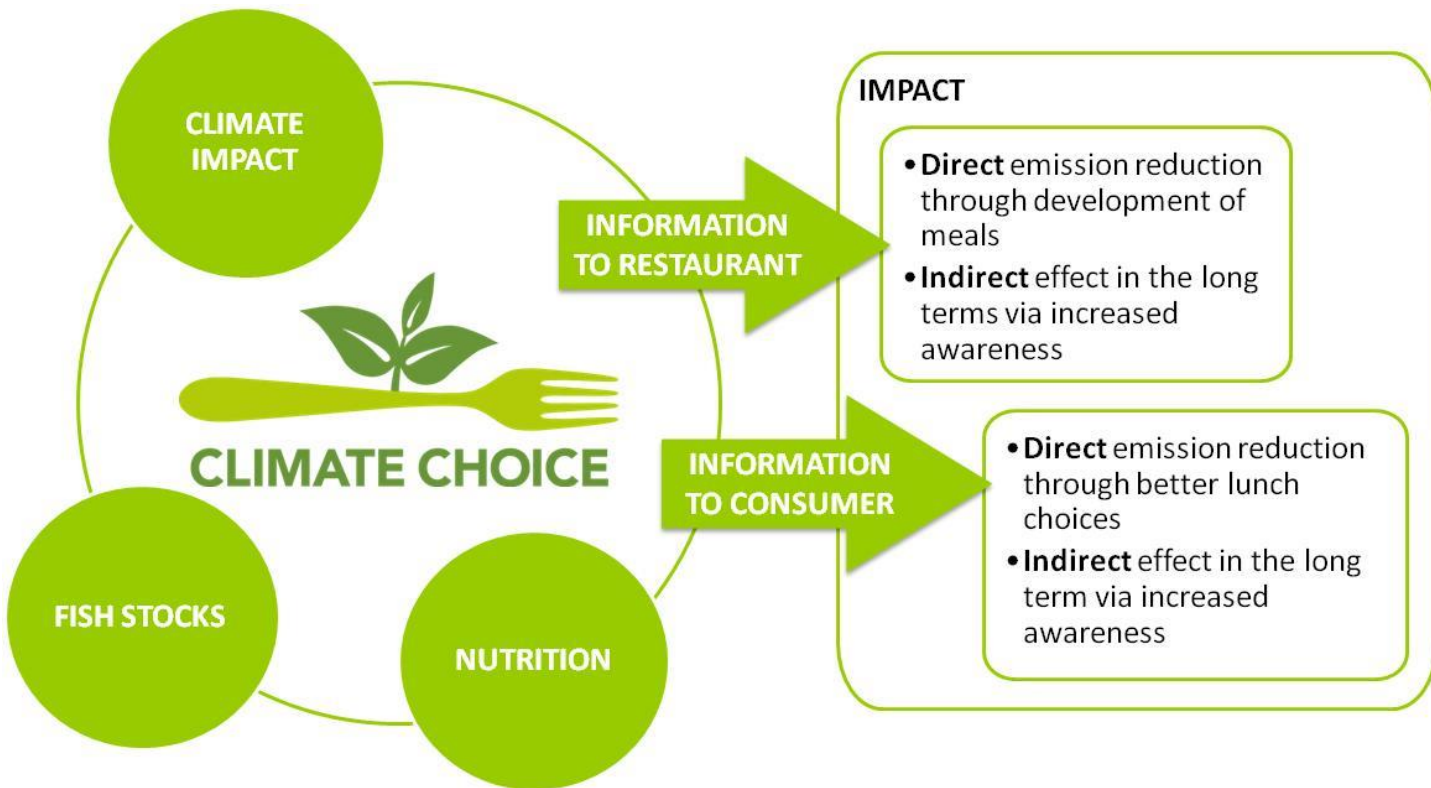 CLIMATE
IMPACT
CLIMATE CHOICE
FISH STOCKS
NUTRITION
INFORMATION
TO RESTAURANT
INFORMATION
TO CONSUMER
IMPACT
•Direct emission reduction
through development of
meals
•Indirect effect in the long
terms via increased
awareness
•Direct emission reduction
through better lunch
choices
•Indirect effect in the long
term via increased
awareness